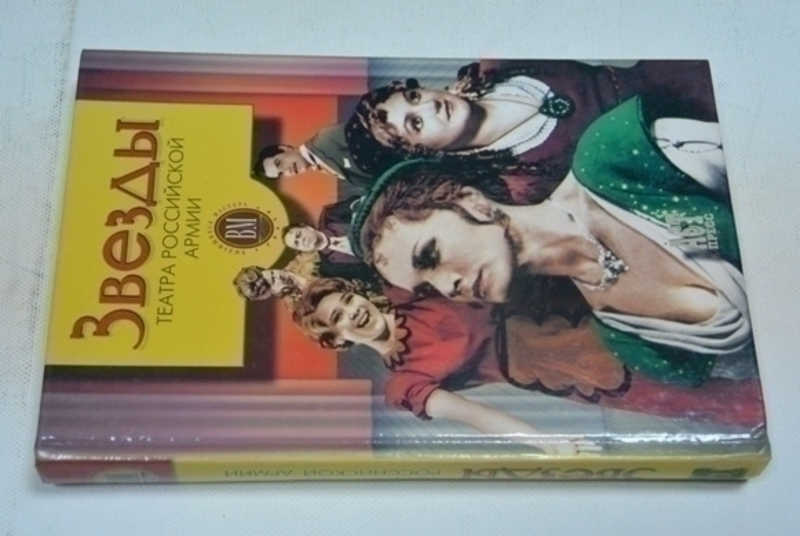 Звезды
ТЕАТРА РОССИЙСКОЙ
АРМИИ
ВМ
АСТ
ПРЕСС
ЗВЕЗДЫ
РОССИЙСКОЙ АРМИИ